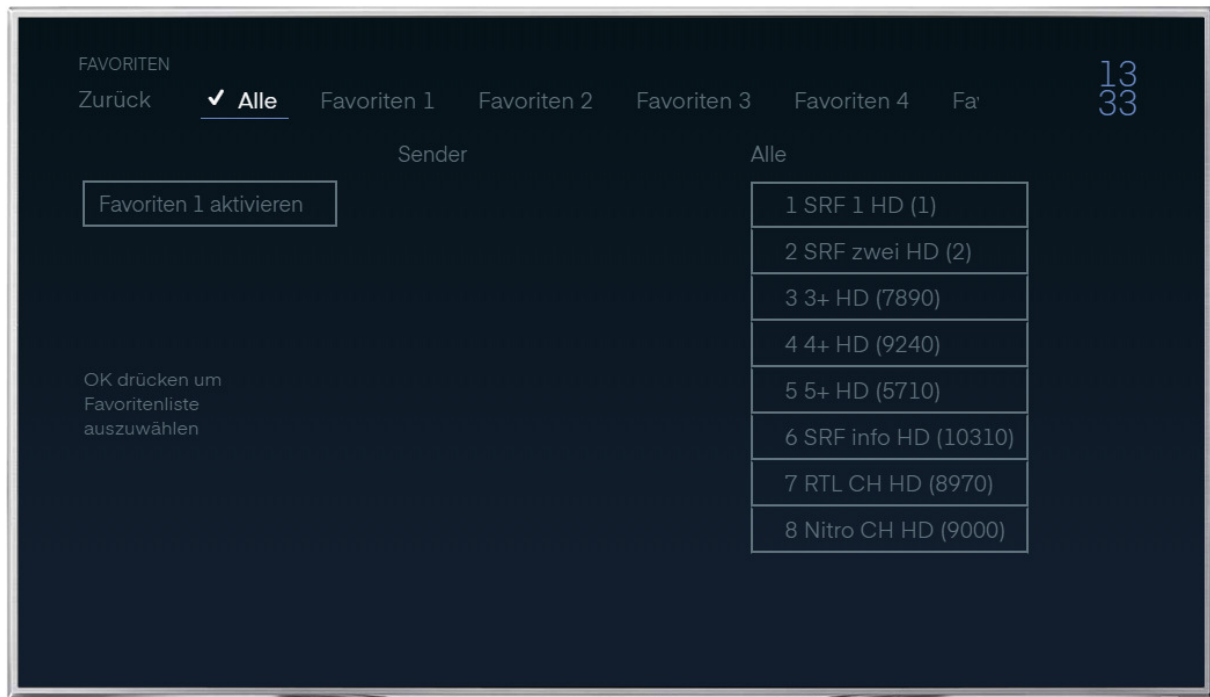 FAVORITEN
Zurück ✓ Alle Favoriten 1 Favoriten 2 Favoriten 3 Favoriten 4 Fa
13
33
Sender Alle
Favoriten 1 aktivieren
1 SRF 1 HD (1)
2 SRF zwei HD (2)
3 3+ HD (7890)
4 4+ HD (9240)
OK drücken um
Favoritenliste
auszuwählen
5 5+ HD (5710)
6 SRF info HD (10310)
7 RTL CH HD (8970)
8 Nitro CH HD (9000)